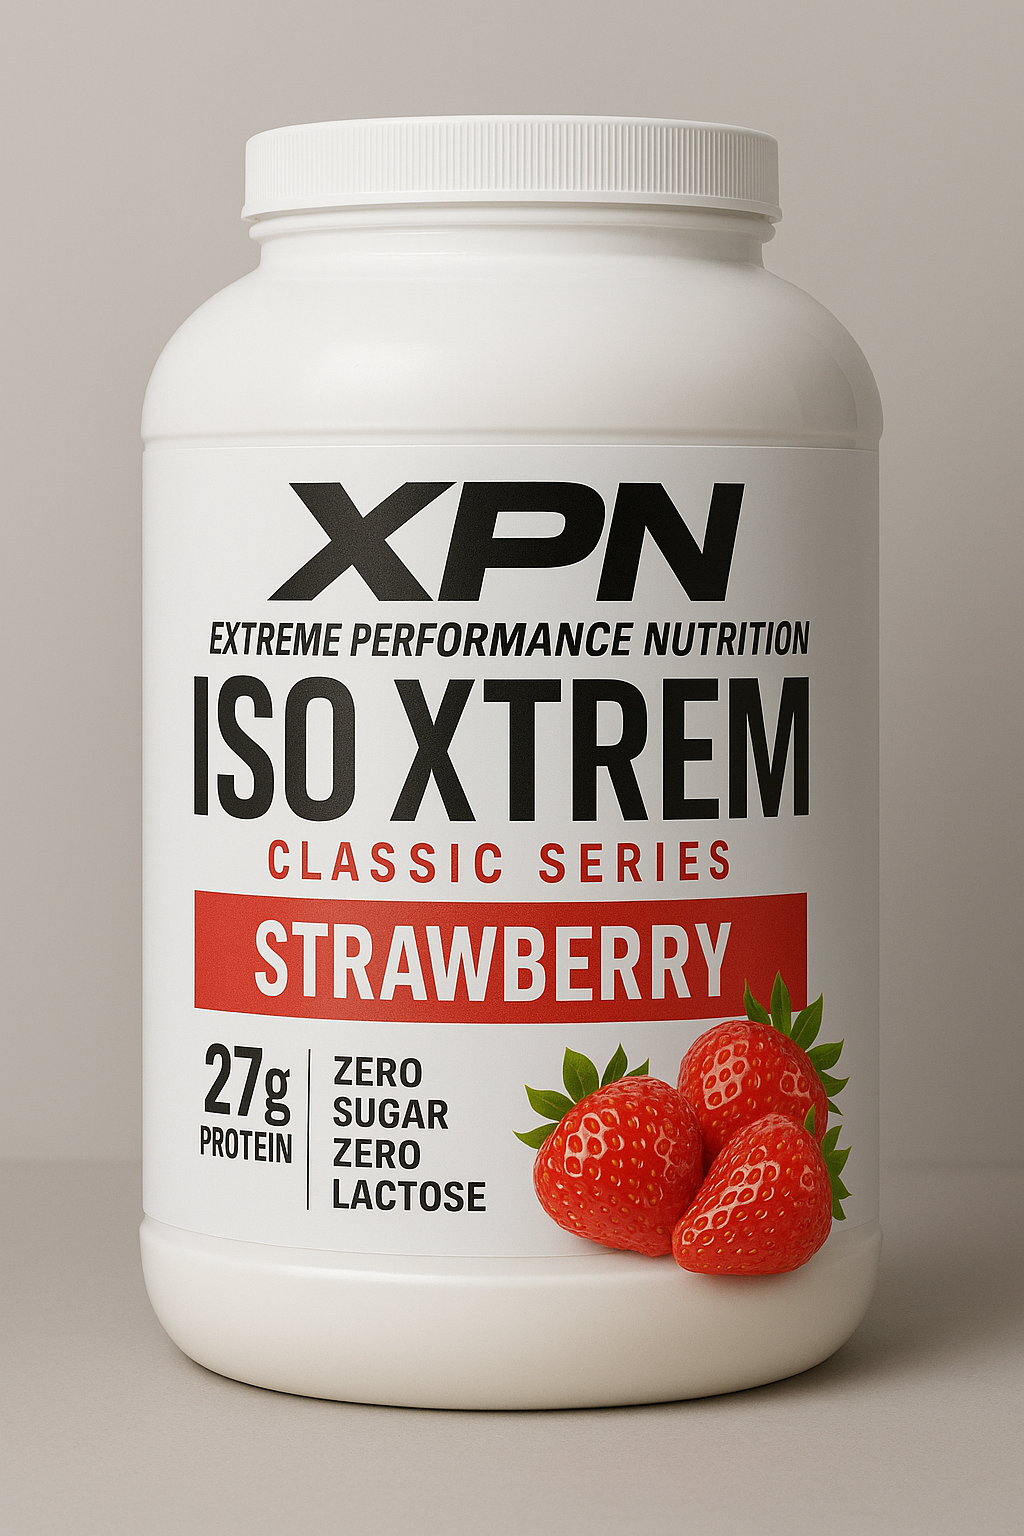 XPN
EXTREME PERFORMANCE NUTRITION
ISO XTREM
CLASSIC SERIES
STRAWBERRY
27g
PROTEIN
ZERO
SUGAR
ZERO
LACTOSE